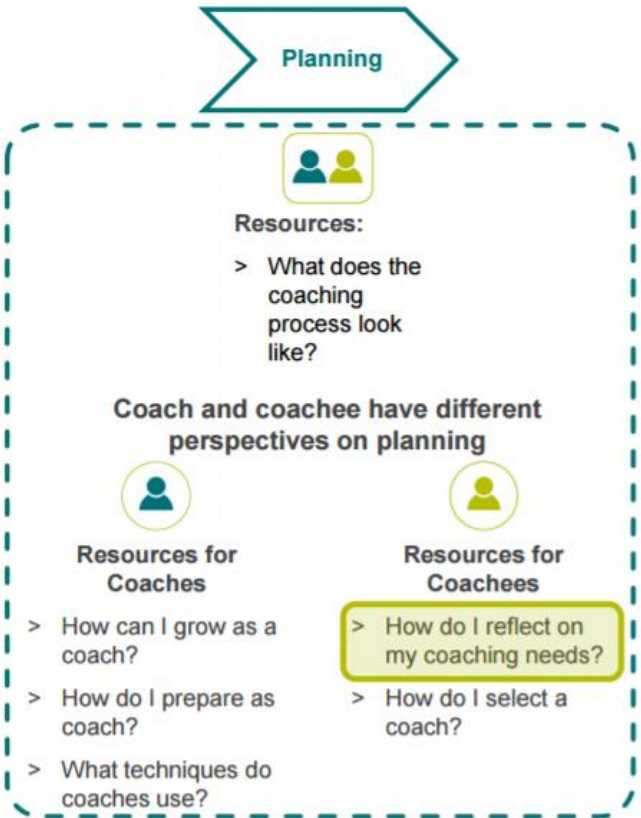 Planning
Resources:
> What does the
coaching
process look
like?
Coach and coachee have different
perspectives on planning
Resources for
Coaches
> How can I grow as a
coach?
> How do I prepare as
coach?
> What techniques do
coaches use?
Resources for
Coachees
> How do I reflect on
my coaching needs?
> How do I select a
coach?